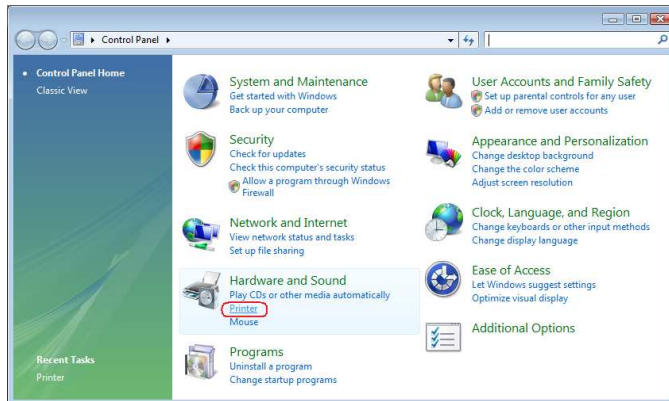 Control Panel
Control Panel Home
Classic View
System and Maintenance
Get started with Windows
Back up your computer
Security
Check for updates
Check this computer's security status
Allow a program through Windows
Firewall
Network and Internet
View network status and tasks
Set up file sharing
Hardware and Sound
Play CDs or other media automatically
Printer
Mouse
Programs
Uninstall a program
Change startup programs
User Accounts and Family Safety
Set up parental controls for any user
Add or remove user accounts
Appearance and Personalization
Change desktop background
Change the color scheme
Adjust screen resolution
Clock, Language, and Region
Change keyboards or other input methods
Change display language
Ease of Access
Let Windows suggest settings
Optimize visual display
Additional Options
Recent Tasks
Printer